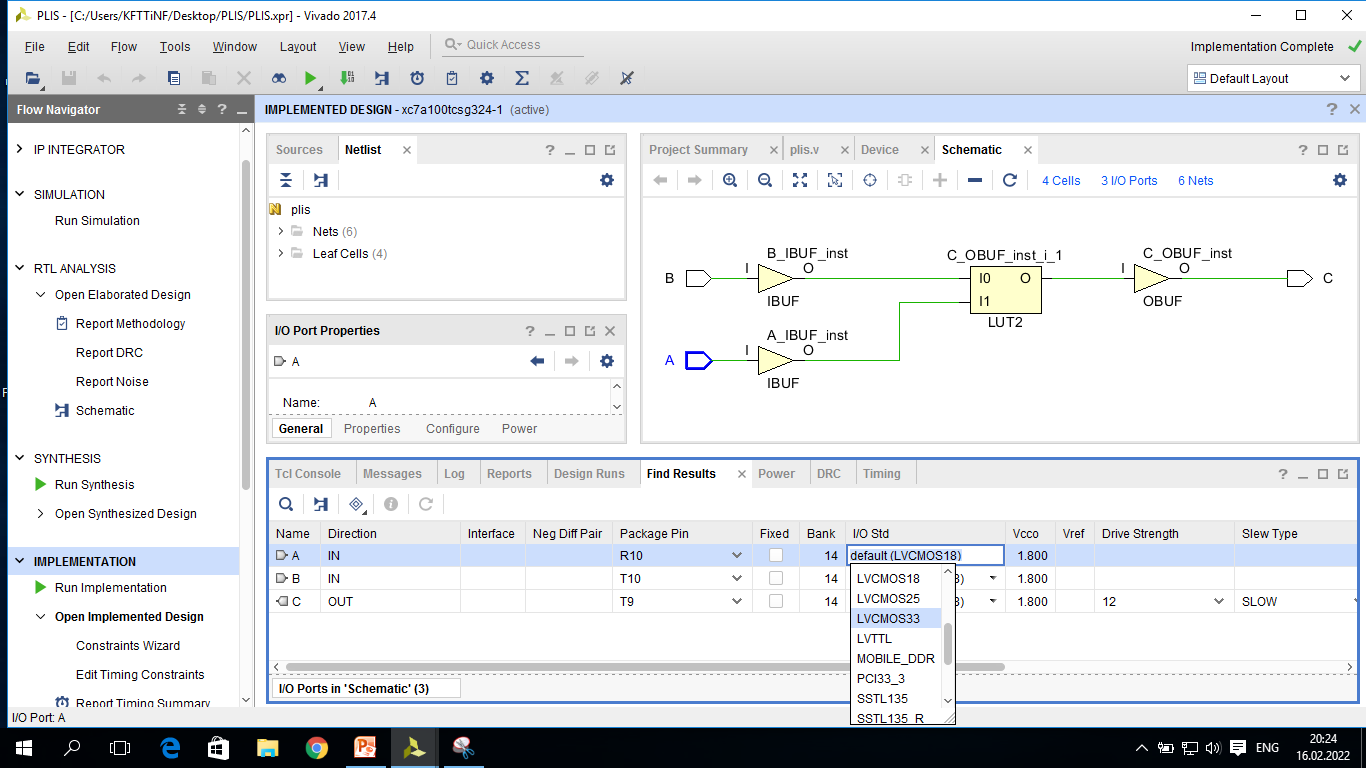 PLIS - [C:/Users/KFTTiNF/Desktop/PLIS/PLIS.xpr] - Vivado 2017.4
File Edit Flow Tools Window Layout View Help Quick Access Implementation Complete
Default Layout
Flow Navigator
IP INTEGRATOR
SIMULATION
Run Simulation
RTL ANALYSIS
Open Elaborated Design
Report Methodology
Report DRC
Report Noise
Schematic
SYNTHESIS
Run Synthesis
Open Synthesized Design
IMPLEMENTATION
Run Implementation
Open Implemented Design
Constraints Wizard
Edit Timing Constraints
Report Timing Summary
IMPLEMENTED DESIGN - xc7a100tcsg324-1 (active)
Sources Netlist
plis
Nets (6)
Leaf Cells (4)
I/O Port Properties
A
Name: A
General Properties Configure Power
Project Summary plis.v Device Schematic
4 Cells 3 I/O Ports 6 Nets
B_IBUF_inst C_OBUF_inst_i_1 C_OBUF_inst
B I O I0 O I O C
IBUF I1 OBUF
LUT2
A_IBUF_inst
A I O
IBUF
Tcl Console Messages Log Reports Design Runs Find Results Power DRC Timing
Name Direction Interface Neg Diff Pair Package Pin Fixed Bank I/O Std Vcco Vref Drive Strength Slew Type
A IN R10 14 default (LVCMOS18) 1.800
B IN T10 14 1.800
C OUT T9 14 1.800 12 SLOW
LVCMOS18
LVCMOS25
LVCMOS33
LVTTL
MOBILE_DDR
PCI33_3
SSTL135
SSTL135_R
I/O Ports in 'Schematic' (3)
I/O Port: A
ENG
20:24
16.02.2022